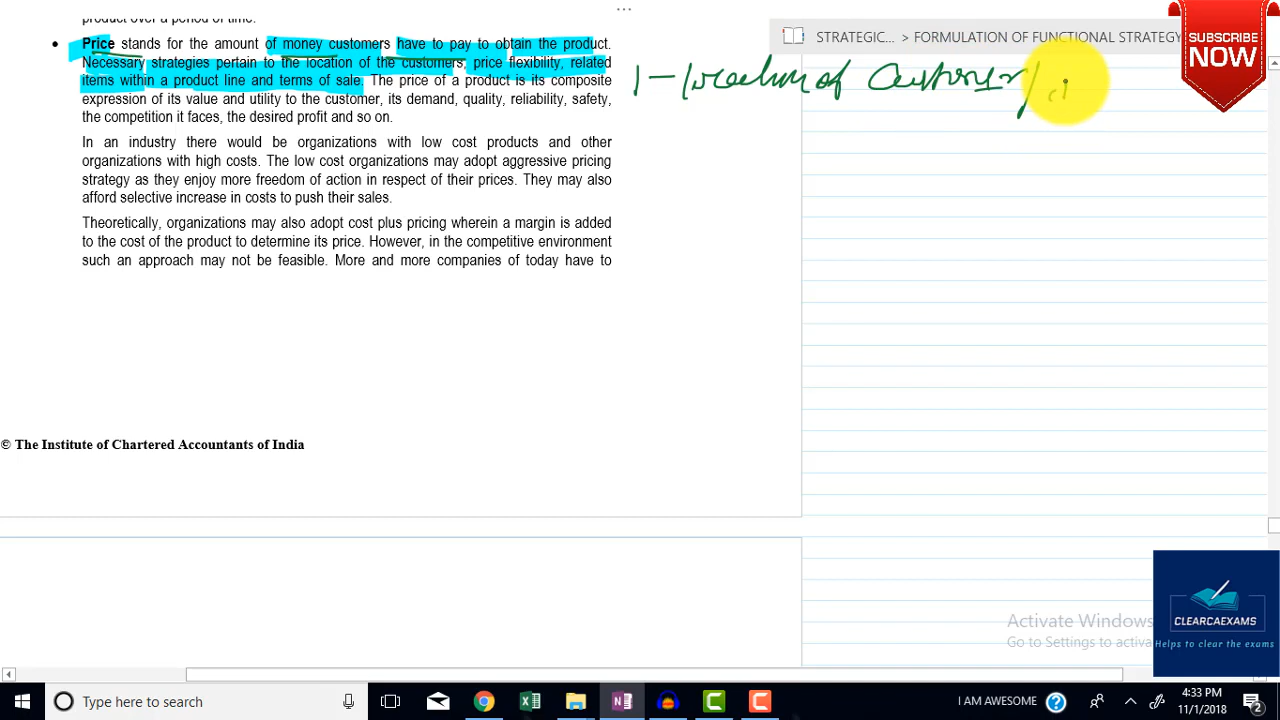 product over a period of time.
• Price stands for the amount of money customers have to pay to obtain the product.
Necessary strategies pertain to the location of the customers, price flexibility, related
items within a product line and terms of sale. The price of a product is its composite
expression of its value and utility to the customer, its demand, quality, reliability, safety,
the competition it faces, the desired profit and so on.
In an industry there would be organizations with low cost products and other
organizations with high costs. The low cost organizations may adopt aggressive pricing
strategy as they enjoy more freedom of action in respect of their prices. They may also
afford selective increase in costs to push their sales.
Theoretically, organizations may also adopt cost plus pricing wherein a margin is added
to the cost of the product to determine its price. However, in the competitive environment
such an approach may not be feasible. More and more companies of today have to
© The Institute of Chartered Accountants of India
STRATEGIC... > FORMULATION OF FUNCTIONAL STRATEGY
SUBSCRIBE
NOW
1 - location of Customer
CLEARCAEXAMS
Helps to clear the exams
Activate Windows
Go to Settings to activa
Type here to search
I AM AWESOME
4:33 PM
11/1/2018
2